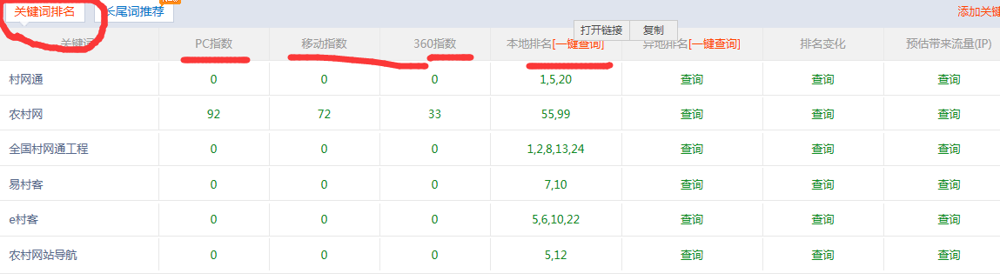 关键词排名 长尾词推荐 添加关键
打开链接 复制
关键词 PC指数 移动指数 360指数 本地排名[一键查询] 异地排名[一键查询] 排名变化 预估带来流量(IP)
村网通 0 0 0 1,5,20 查询 查询 查询
农村网 92 72 33 55,99 查询 查询 查询
全国村网通工程 0 0 0 1,2,8,13,24 查询 查询 查询
易村客 0 0 0 7,10 查询 查询 查询
e村客 0 0 0 5,6,10,22 查询 查询 查询
农村网站导航 0 0 0 5,12 查询 查询 查询